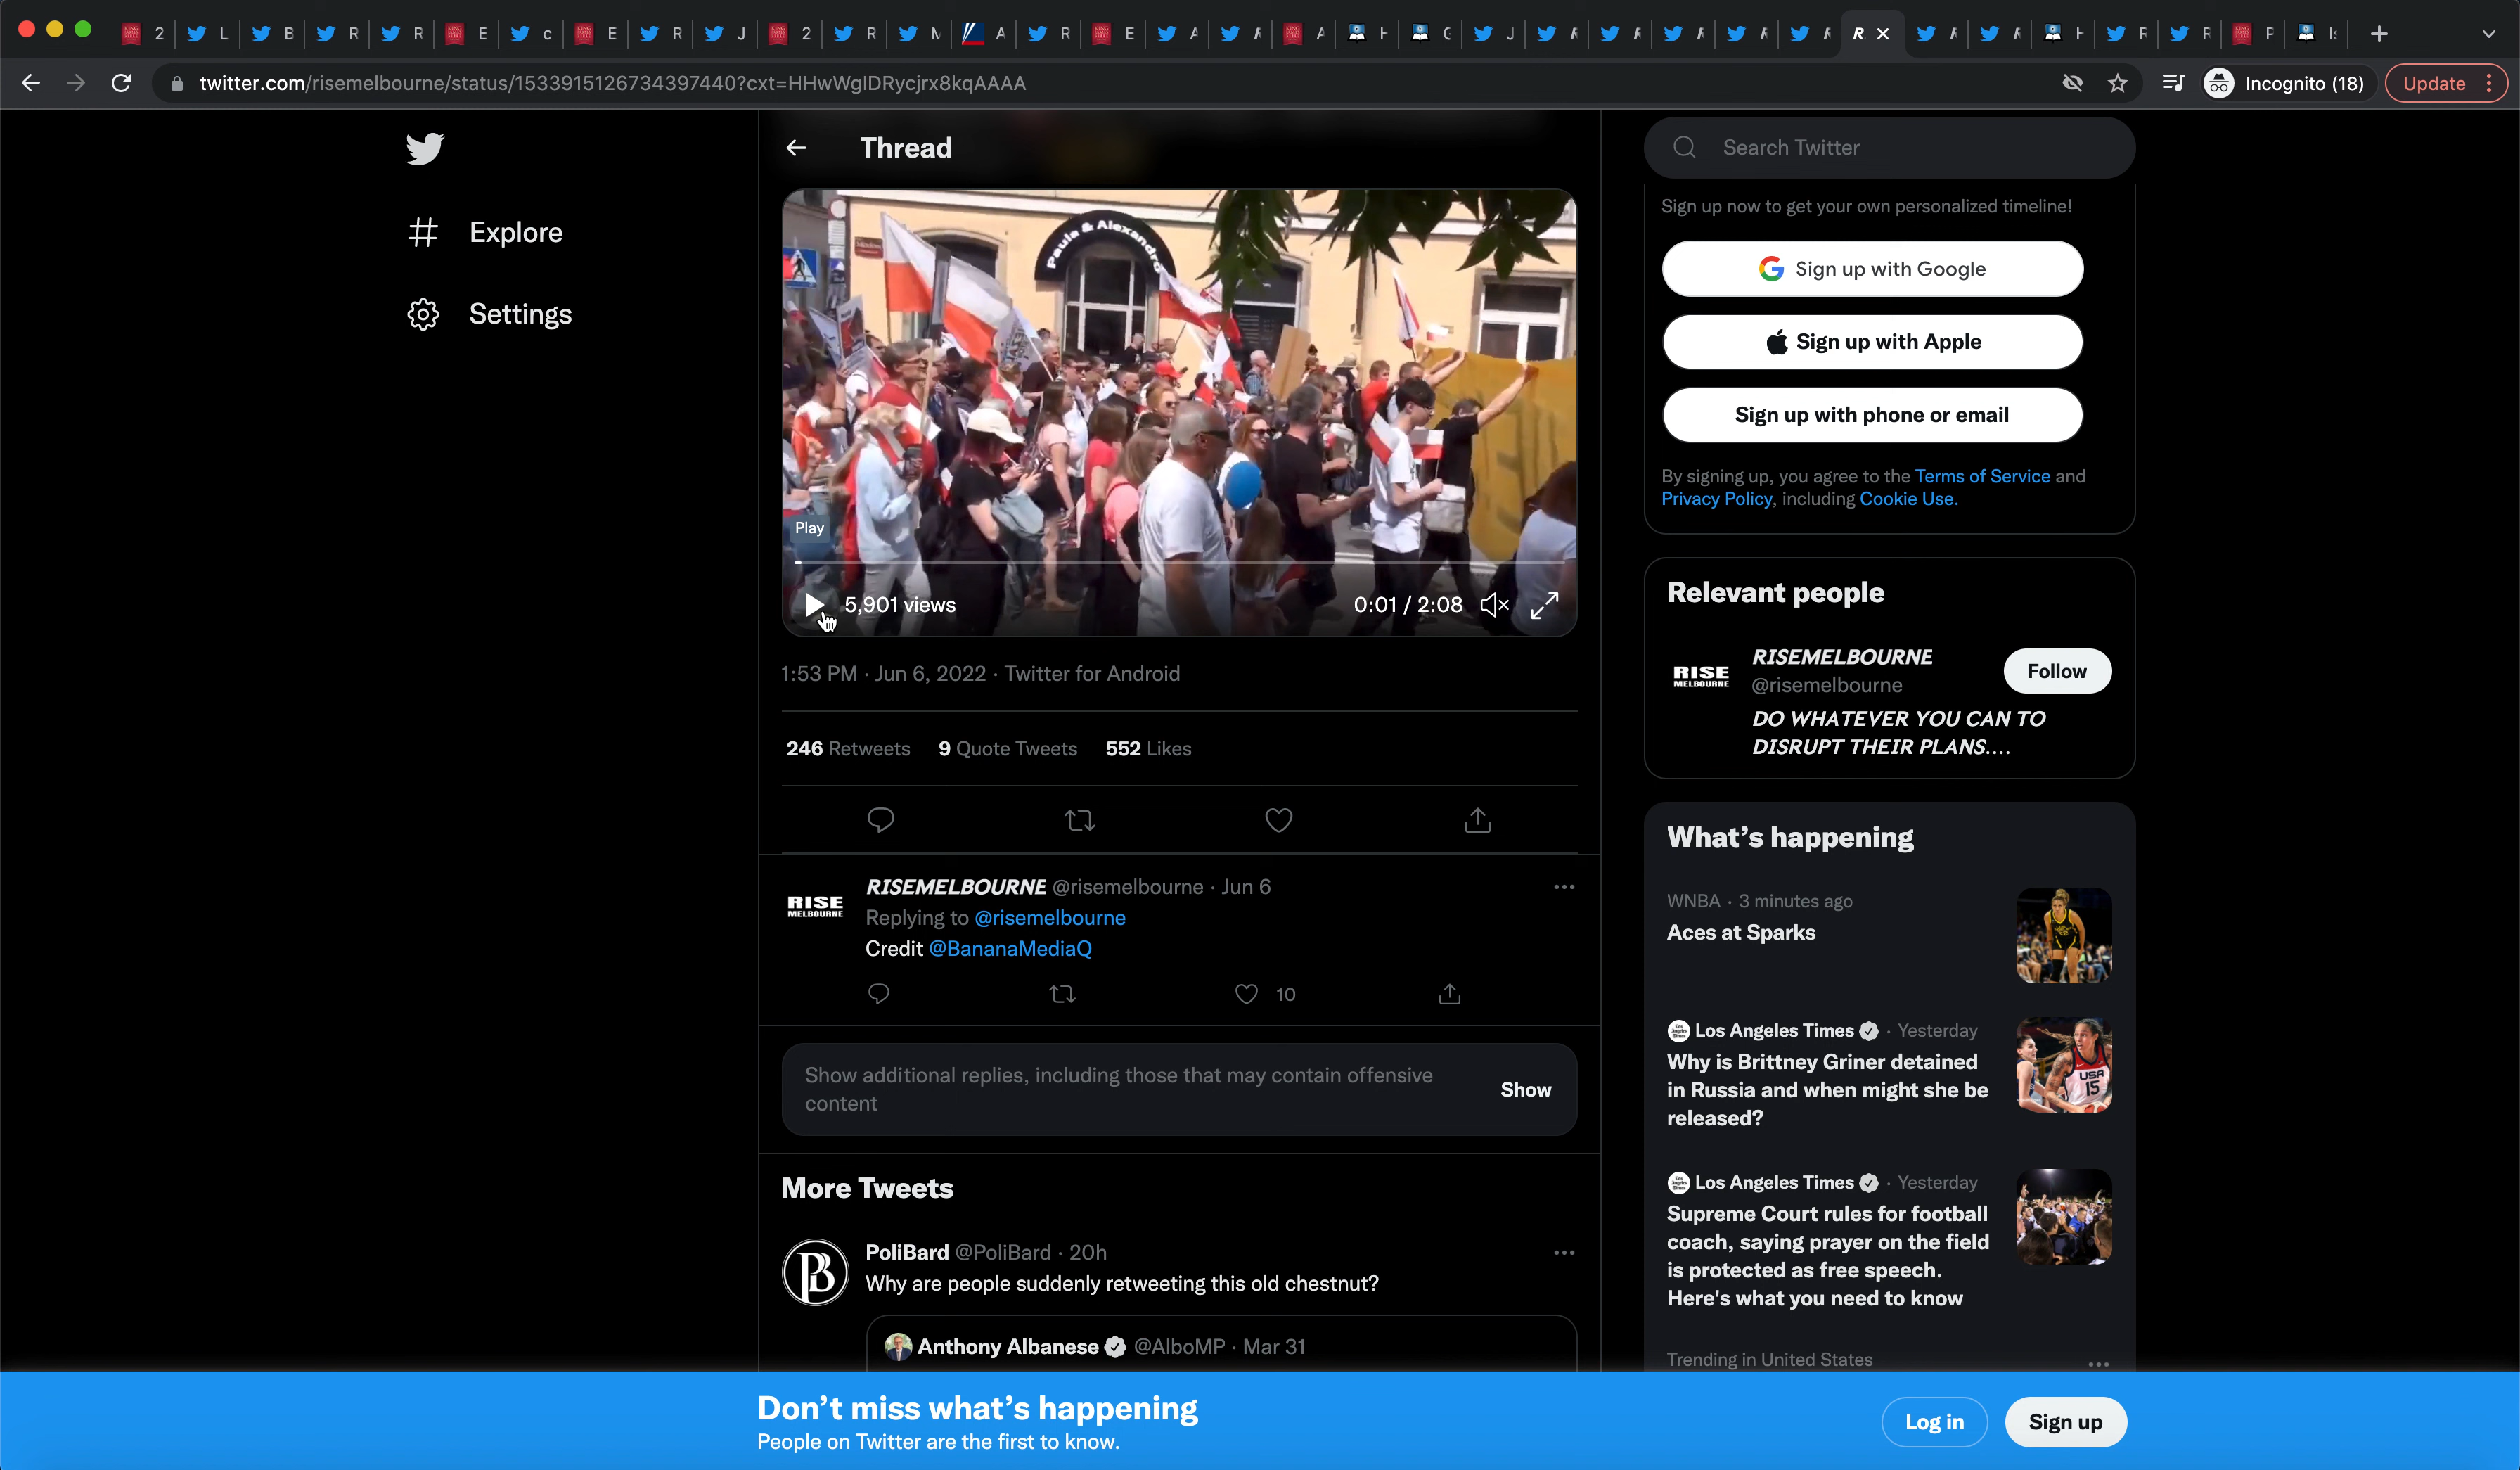 2
L
B
R
R
E
c
E
R
J
2
R
M
A
R
E
A
R
A
H
C
J
R
X
twitter.com/risemelbourne/status/1533915126734397440?cxt=HHwWgIDRycjrx8kqAAAA
Incognito (18)
Update
Explore
Settings
Thread
Paula & Alexandro
Play
5,901 views
0:01 / 2:08
1:53 PM · Jun 6, 2022 · Twitter for Android
246 Retweets 9 Quote Tweets 552 Likes
RISE
MELBOURNE
RISEMELBOURNE @risemelbourne · Jun 6
Replying to @risemelbourne
Credit @BananaMediaQ
10
Show additional replies, including those that may contain offensive
content
Show
More Tweets
PB
PoliBard @PoliBard · 20h
Why are people suddenly retweeting this old chestnut?
Anthony Albanese @AlboMP · Mar 31
Search Twitter
Sign up now to get your own personalized timeline!
Sign up with Google
Sign up with Apple
Sign up with phone or email
By signing up, you agree to the Terms of Service and
Privacy Policy, including Cookie Use.
Relevant people
RISE
MELBOURNE
RISEMELBOURNE
@risemelbourne
Follow
DO WHATEVER YOU CAN TO
DISRUPT THEIR PLANS....
What's happening
WNBA · 3 minutes ago
Aces at Sparks
Los Angeles Times · Yesterday
Why is Brittney Griner detained
in Russia and when might she be
released?
USA
15
Los Angeles Times · Yesterday
Supreme Court rules for football
coach, saying prayer on the field
is protected as free speech.
Here's what you need to know
Trending in United States
Don't miss what's happening
People on Twitter are the first to know.
Log in
Sign up